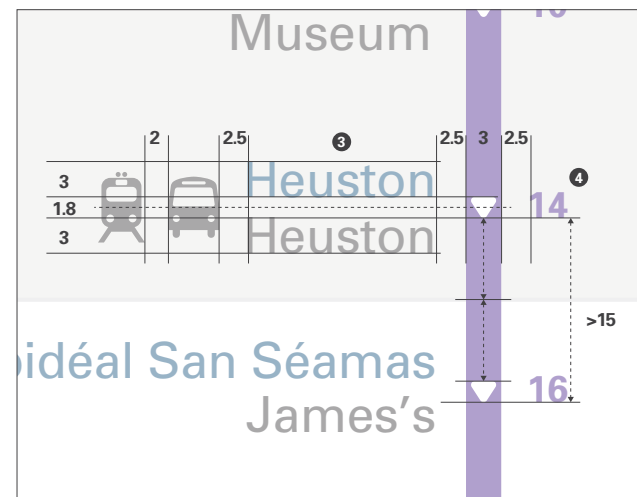 Museum
2 2.5 3 2.5 3 2.5
3 Heuston 4
1.8 14
3 Heuston
>15
idéal San Séamas 16
James's